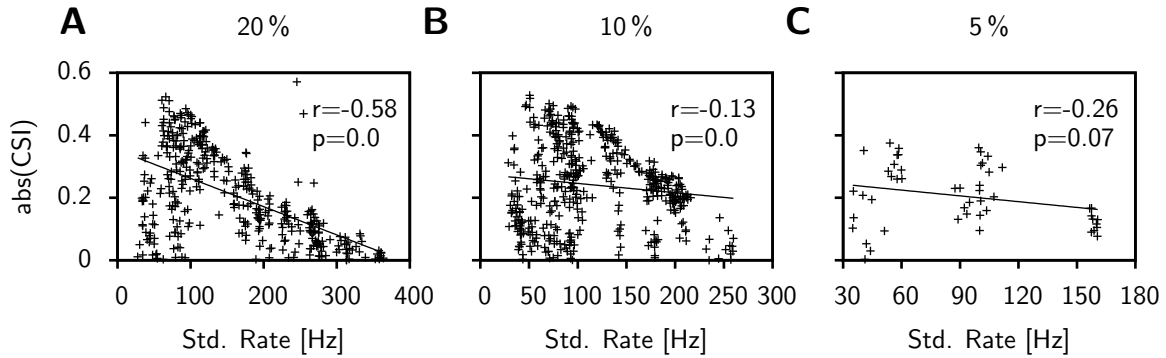 A 20 % B 10 % C 5 %
abs(CSI)
0.6
0.4
0.2
0
r=-0.58
p=0.0
0 100 200 300 400
Std. Rate [Hz]
r=-0.13
p=0.0
0 50 100 150 200 250 300
Std. Rate [Hz]
r=-0.26
p=0.07
30 60 90 120 150 180
Std. Rate [Hz]